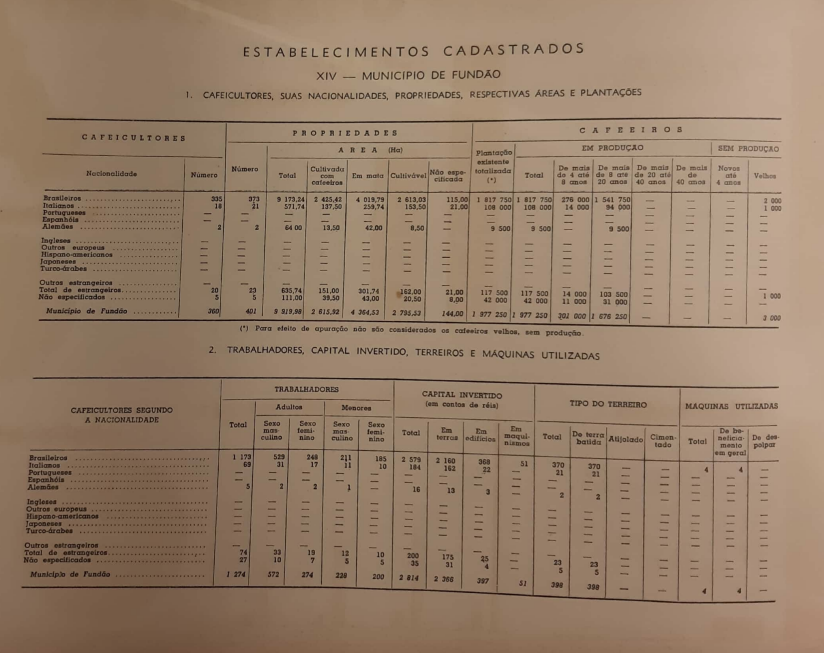 ESTABELECIMENTOS CADASTRADOS
XIV — MUNICIPIO DE FUNDÃO
1. CAFEICULTORES, SUAS NACIONALIDADES, PROPRIEDADES, RESPECTIVAS ÁREAS E PLANTAÇÕES
CAFEICULTORES PROPRIEDADES CAFEEIROS
AREA (Ha) Plantação existente totalizada (*) EM PRODUÇÃO SEM PRODUÇÃO
Nacionalidade Número Número Total Cultivada com cafeeiros Em mata Cultivável Não especificada Total De mais de 4 até 8 anos De mais de 8 até 20 anos De mais de 20 até 40 anos De mais de 40 anos Novos até 4 anos Velhos
Brasileiros 335 373 9 173,24 2 425,42 4 019,79 2 613,03 115,00 1 817 750 1 817 750 276 000 1 541 750 — — — 2 000
Italianos 18 21 571,74 137,50 259,74 153,50 21,00 108 000 108 000 14 000 94 000 — — — 1 000
Portugueses — — — — — — — — — — — — — — —
Espanhóis — — — — — — — — — — — — — — —
Alemães 2 2 64 00 13,50 42,00 8,50 — 9 500 9 500 — 9 500 — — — —
Ingleses — — — — — — — — — — — — — — —
Outros europeus — — — — — — — — — — — — — — —
Hispano-americanos — — — — — — — — — — — — — — —
Japoneses — — — — — — — — — — — — — — —
Turco-árabes — — — — — — — — — — — — — — —
Outros estrangeiros — — — — — — — — — — — — — — —
Total de estrangeiros 20 23 635,74 151,00 301,74 162,00 21,00 117 500 117 500 14 000 103 500 — — — 1 000
Não especificados 5 5 111,00 39,50 43,00 20,50 8,00 42 000 42 000 11 000 31 000 — — — —
Município de Fundão 360 401 9 919,98 2 615,92 4 364,53 2 795,53 144,00 1 977 250 1 977 250 301 000 1 676 250 — — — 3 000
(*) Para efeito de apuração não são considerados os cafeeiros velhos, sem produção.
2. TRABALHADORES, CAPITAL INVERTIDO, TERREIROS E MÁQUINAS UTILIZADAS
CAFEICULTORES SEGUNDO A NACIONALIDADE TRABALHADORES CAPITAL INVERTIDO (em contos de réis) TIPO DO TERREIRO MÁQUINAS UTILIZADAS
Adultos Menores
Total Sexo masculino Sexo feminino Sexo masculino Sexo feminino Total Em terras Em edifícios Em maquinismos Total De terra batida Atijolado Cimentado Total De beneficiamento em geral De despolpar
Brasileiros 1 173 529 248 211 185 2 579 2 160 368 51 370 370 — — 4 4 —
Italianos 69 31 17 11 10 184 162 22 — 21 21 — — — — —
Portugueses — — — — — — — — — — — — — — — —
Espanhóis — — — — — — — — — — — — — — — —
Alemães 5 2 2 1 — 16 13 3 — 2 2 — — — — —
Ingleses — — — — — — — — — — — — — — — —
Outros europeus — — — — — — — — — — — — — — — —
Hispano-americanos — — — — — — — — — — — — — — — —
Japoneses — — — — — — — — — — — — — — — —
Turco-árabes — — — — — — — — — — — — — — — —
Outros estrangeiros — — — — — — — — — — — — — — — —
Total de estrangeiros 74 33 19 12 10 200 175 25 — 23 23 — — — — —
Não especificados 27 10 7 5 5 35 31 4 — 5 5 — — — — —
Município de Fundão 1 274 572 274 228 200 2 814 2 366 397 51 398 398 — — 4 4 —